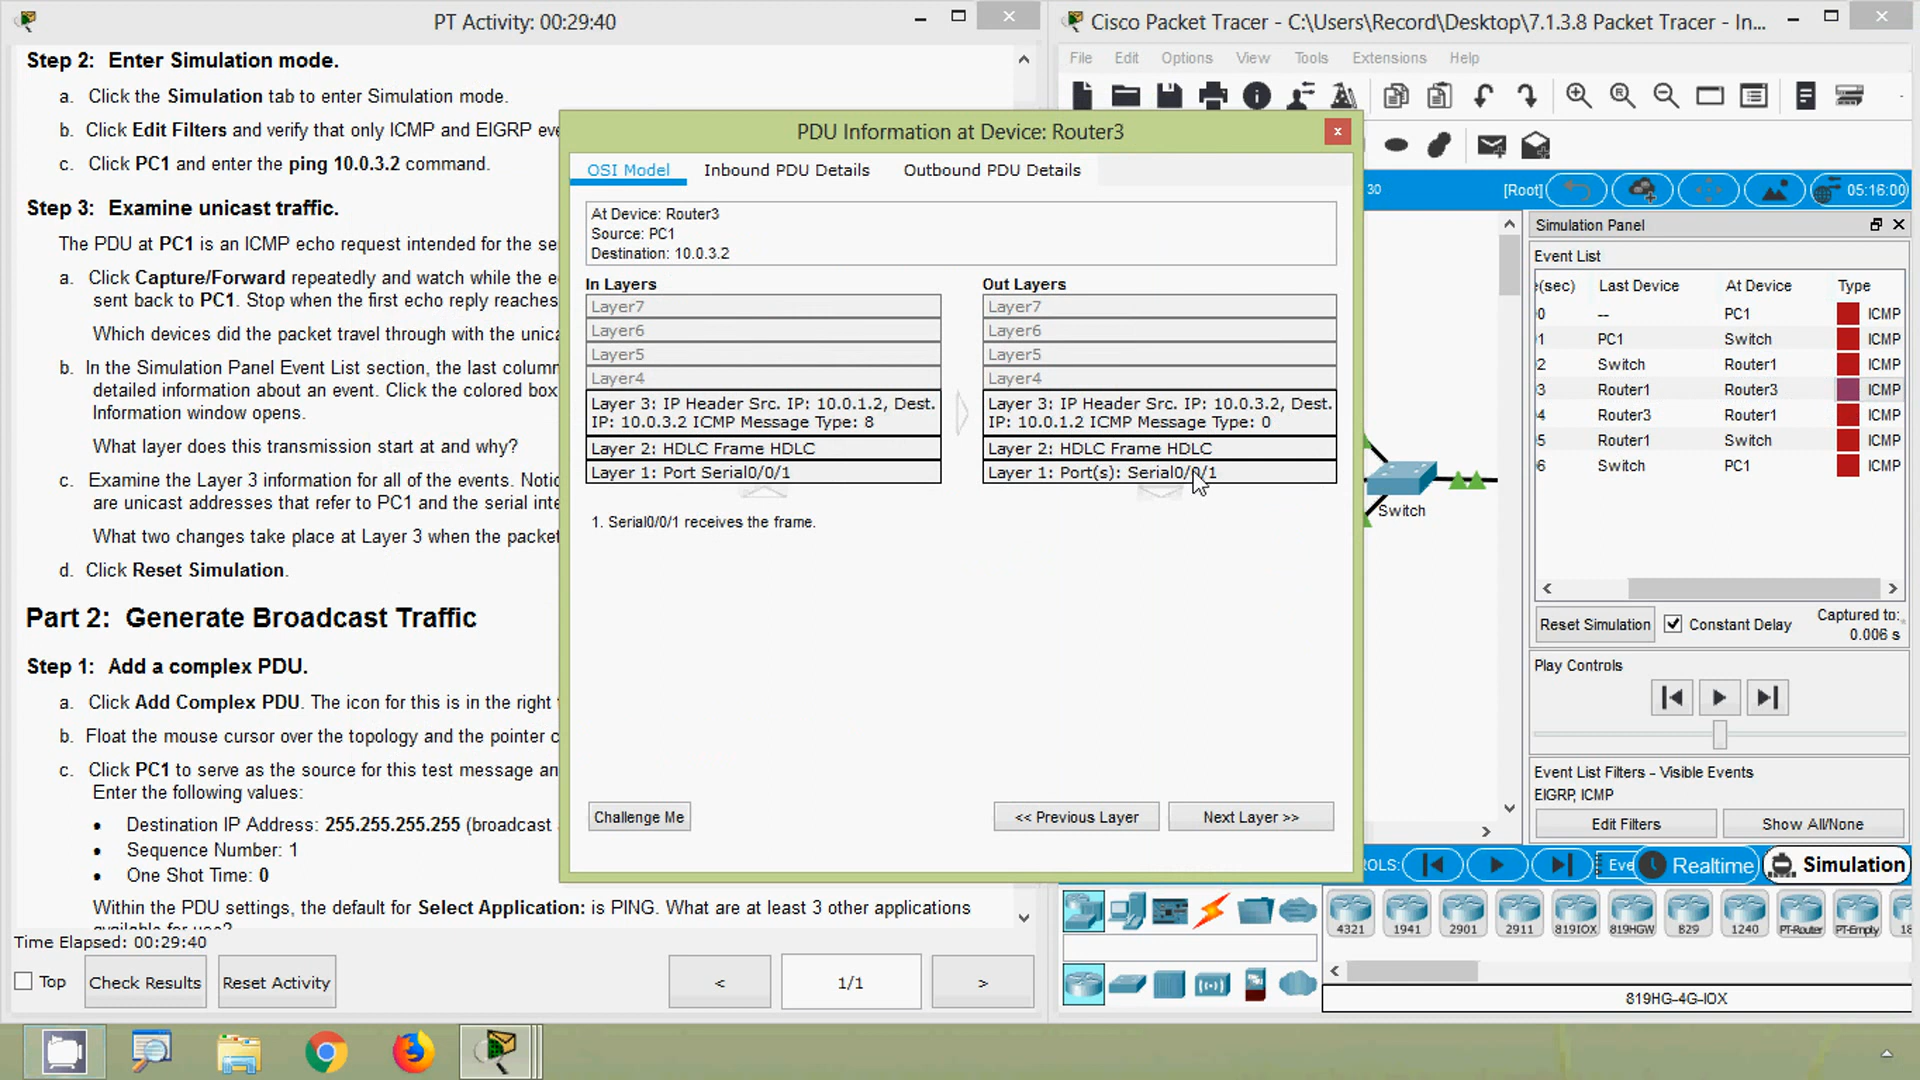 PT Activity: 00:29:40
Step 2: Enter Simulation mode.
a. Click the Simulation tab to enter Simulation mode.
b. Click Edit Filters and verify that only ICMP and EIGRP eve
c. Click PC1 and enter the ping 10.0.3.2 command.
Step 3: Examine unicast traffic.
The PDU at PC1 is an ICMP echo request intended for the se
a. Click Capture/Forward repeatedly and watch while the e
sent back to PC1. Stop when the first echo reply reaches
Which devices did the packet travel through with the unica
b. In the Simulation Panel Event List section, the last column
detailed information about an event. Click the colored box
Information window opens.
What layer does this transmission start at and why?
c. Examine the Layer 3 information for all of the events. Notic
are unicast addresses that refer to PC1 and the serial inte
What two changes take place at Layer 3 when the packet
d. Click Reset Simulation.
Part 2: Generate Broadcast Traffic
Step 1: Add a complex PDU.
a. Click Add Complex PDU. The icon for this is in the right
b. Float the mouse cursor over the topology and the pointer c
c. Click PC1 to serve as the source for this test message an
Enter the following values:
• Destination IP Address: 255.255.255.255 (broadcast
• Sequence Number: 1
• One Shot Time: 0
Within the PDU settings, the default for Select Application: is PING. What are at least 3 other applications
available for use?
Time Elapsed: 00:29:40
Top
Check Results
Reset Activity
<
1/1
>
PDU Information at Device: Router3
x
OSI Model
Inbound PDU Details
Outbound PDU Details
At Device: Router3
Source: PC1
Destination: 10.0.3.2
In Layers
Layer7
Layer6
Layer5
Layer4
Layer 3: IP Header Src. IP: 10.0.1.2, Dest.
IP: 10.0.3.2 ICMP Message Type: 8
Layer 2: HDLC Frame HDLC
Layer 1: Port Serial0/0/1
Out Layers
Layer7
Layer6
Layer5
Layer4
Layer 3: IP Header Src. IP: 10.0.3.2, Dest.
IP: 10.0.1.2 ICMP Message Type: 0
Layer 2: HDLC Frame HDLC
Layer 1: Port(s): Serial0/0/1
1. Serial0/0/1 receives the frame.
Challenge Me
<< Previous Layer
Next Layer >>
Cisco Packet Tracer - C:\Users\Record\Desktop\7.1.3.8 Packet Tracer - In...
File Edit Options View Tools Extensions Help
30
[Root]
05:16:00
Switch
Simulation Panel
Event List
(sec) Last Device At Device Type
0 -- PC1 ICMP
1 PC1 Switch ICMP
2 Switch Router1 ICMP
3 Router1 Router3 ICMP
4 Router3 Router1 ICMP
5 Router1 Switch ICMP
6 Switch PC1 ICMP
Reset Simulation
Constant Delay
Captured to:
0.006 s
Play Controls
Event List Filters - Visible Events
EIGRP, ICMP
Edit Filters
Show All/None
OLS:
Eve
Realtime
Simulation
4321 1941 2901 2911 819IOX 819HGW 829 1240 PT-Router PT-Empty 18
819HG-4G-IOX